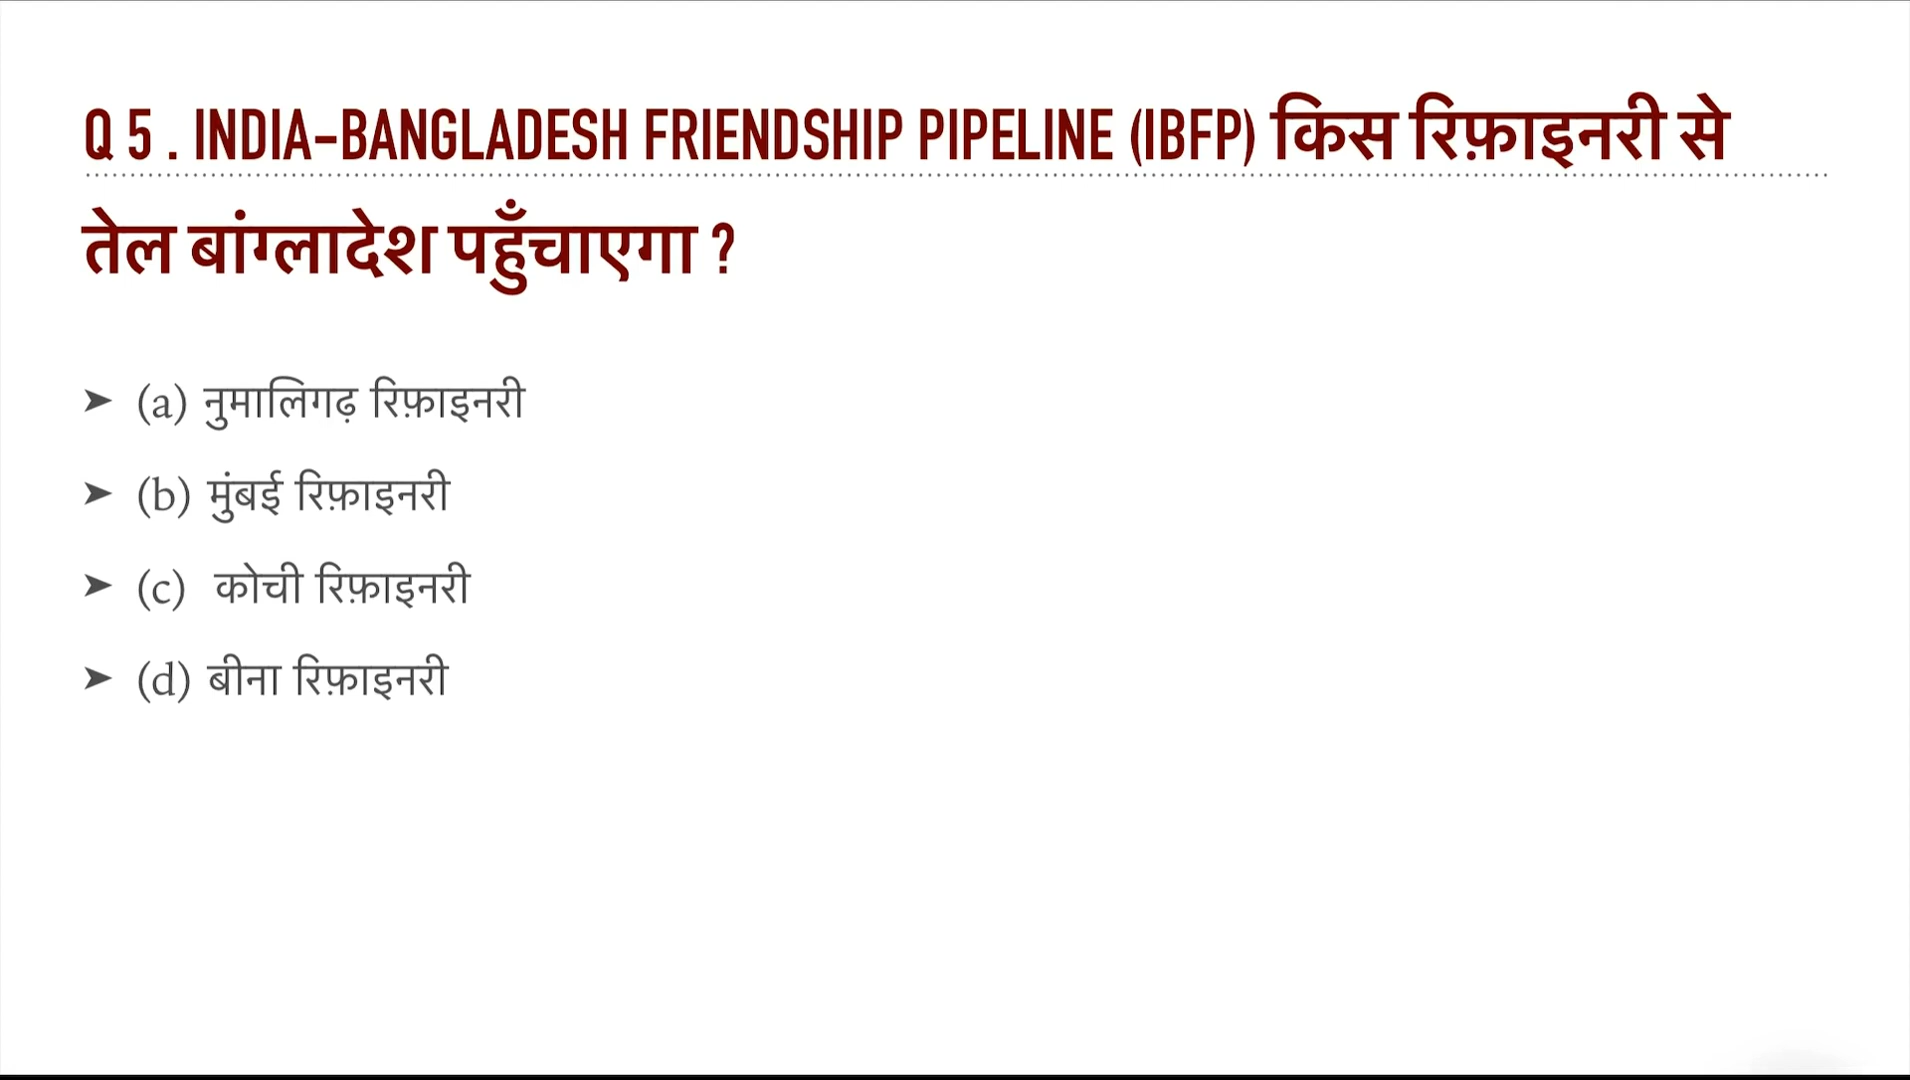 Q 5 . INDIA-BANGLADESH FRIENDSHIP PIPELINE (IBFP) किस रिफ़ाइनरी से
तेल बांग्लादेश पहुँचाएगा ?
➤ (a) नुमालिगढ़ रिफ़ाइनरी
➤ (b) मुंबई रिफ़ाइनरी
➤ (c) कोची रिफ़ाइनरी
➤ (d) बीना रिफ़ाइनरी